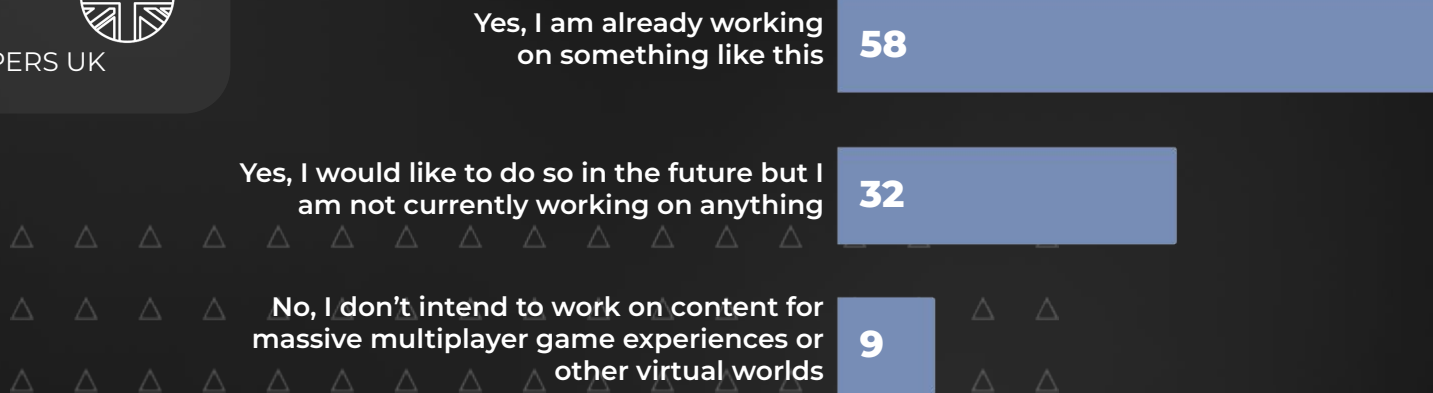 Yes, I am already working
on something like this
58
UK
Yes, I would like to do so in the future but I
am not currently working on anything
32
No, I don’t intend to work on content for
massive multiplayer game experiences or
other virtual worlds
9